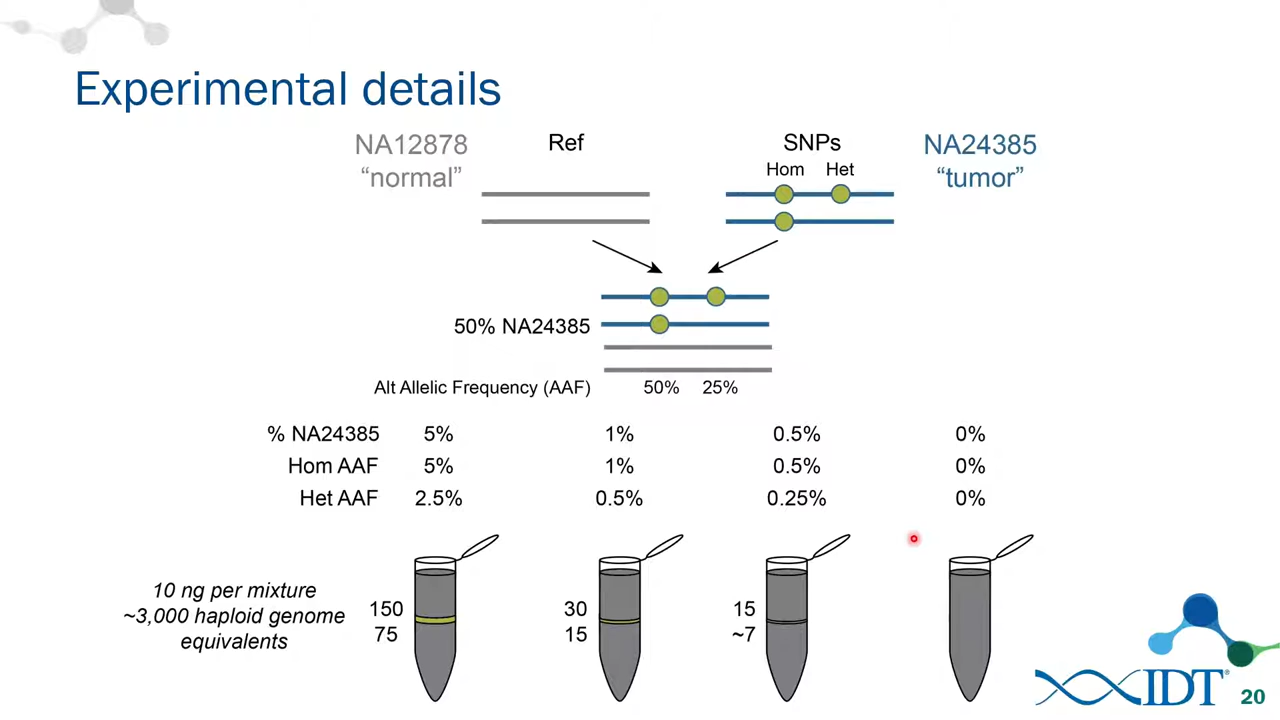 Experimental details
NA12878
"normal"
Ref
SNPs
Hom Het
NA24385
"tumor"
50% NA24385
Alt Allelic Frequency (AAF) 50% 25%
% NA24385 5% 1% 0.5% 0%
Hom AAF 5% 1% 0.5% 0%
Het AAF 2.5% 0.5% 0.25% 0%
10 ng per mixture
~3,000 haploid genome
equivalents
150 30 15
75 15 ~7
IDT®
20